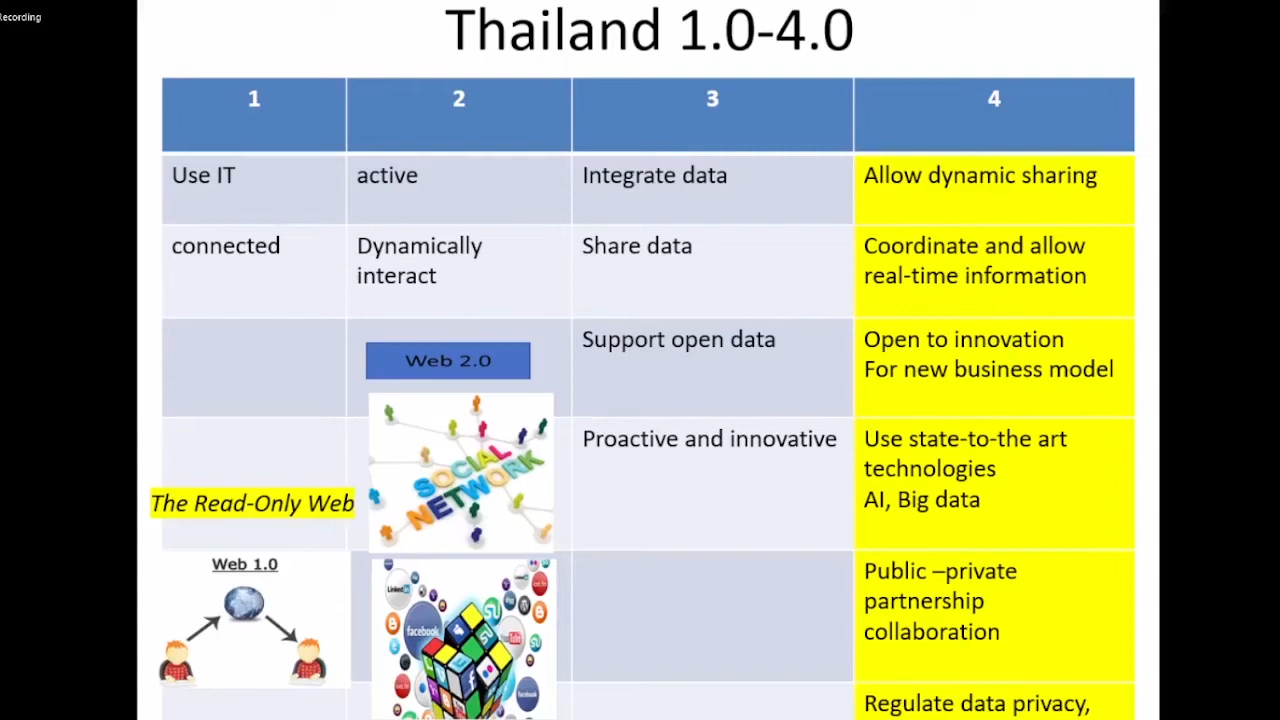 Recording
Thailand 1.0-4.0
1
2
3
4
Use IT
active
Integrate data
Allow dynamic sharing
connected
Dynamically
interact
Share data
Coordinate and allow
real-time information
Web 2.0
Support open data
Open to innovation
For new business model
SOCIAL
NETWORK
Proactive and innovative
Use state-to-the art
technologies
AI, Big data
The Read-Only Web
Web 1.0
LinkedIn
facebook
Public –private
partnership
collaboration
Regulate data privacy,